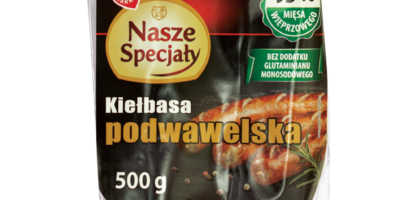 MIĘSA
WIEPRZOWEGO
Nasze
Specjały
BEZ DODATKU
GLUTAMINIANU
MONOSODOWEGO
Kiełbasa
podwawelska
500 g